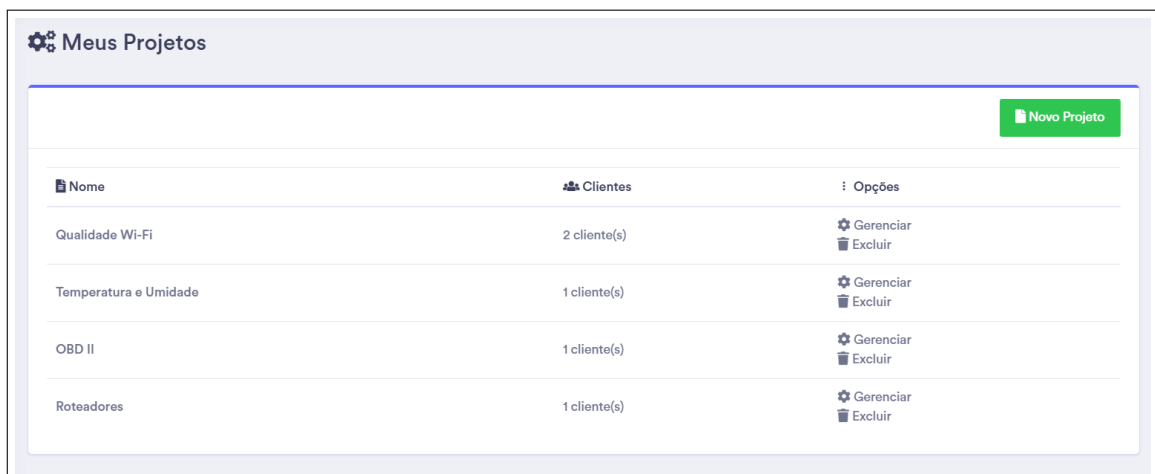 Meus Projetos
Novo Projeto
Nome Clientes Opções
Qualidade Wi-Fi 2 cliente(s) Gerenciar
Excluir
Temperatura e Umidade 1 cliente(s) Gerenciar
Excluir
OBD II 1 cliente(s) Gerenciar
Excluir
Roteadores 1 cliente(s) Gerenciar
Excluir